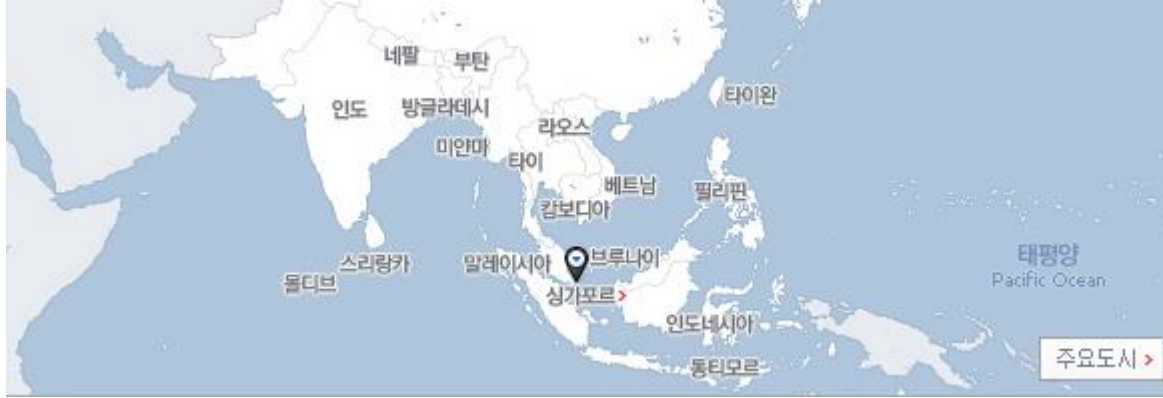 네팔
부탄
타이완
인도
방글라데시
라오스
미얀마
타이
베트남
필리핀
캄보디아
태평양
Pacific Ocean
스리랑카
말레이시아
브루나이
몰디브
싱가포르 >
인도네시아
주요도시 >
동티모르